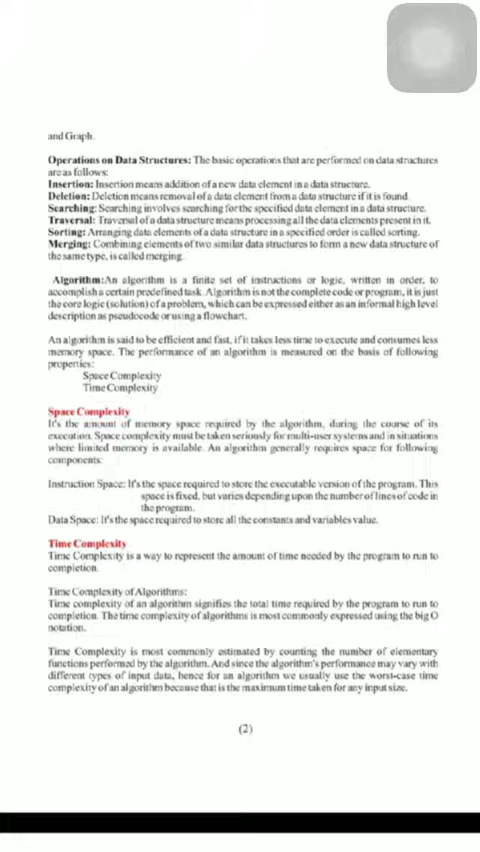 and Graph.
Operations on Data Structures: The basic operations that are performed on data structures
are as follows:
Insertion: Insertion means addition of a new data element in a data structure.
Deletion: Deletion means removal of a data element from a data structure if it is found.
Searching: Searching involves searching for the specified data element in a data structure.
Traversal: Traversal of a data structure means processing all the data elements present in it.
Sorting: Arranging data elements of a data structure in a specified order is called sorting.
Merging: Combining elements of two similar data structures to form a new data structure of
the same type, is called merging.
Algorithm:An algorithm is a finite set of instructions or logic, written in order, to
accomplish a certain predefined task. Algorithm is not the complete code or program, it is just
the core logic (solution) of a problem, which can be expressed either as an informal high level
description as pseudocode or using a flowchart.
An algorithm is said to be efficient and fast, if it takes less time to execute and consumes less
memory space. The performance of an algorithm is measured on the basis of following
properties:
Space Complexity
Time Complexity
Space Complexity
It's the amount of memory space required by the algorithm, during the course of its
execution. Space complexity must be taken seriously for multi-user systems and in situations
where limited memory is available. An algorithm generally requires space for following
components:
Instruction Space: It's the space required to store the executable version of the program. This
space is fixed, but varies depending upon the number of lines of code in
the program.
Data Space: It's the space required to store all the constants and variables value.
Time Complexity
Time Complexity is a way to represent the amount of time needed by the program to run to
completion.
Time Complexity of Algorithms:
Time complexity of an algorithm signifies the total time required by the program to run to
completion. The time complexity of algorithms is most commonly expressed using the big O
notation.
Time Complexity is most commonly estimated by counting the number of elementary
functions performed by the algorithm. And since the algorithm's performance may vary with
different types of input data, hence for an algorithm we usually use the worst-case time
complexity of an algorithm because that is the maximum time taken for any input size.
(2)